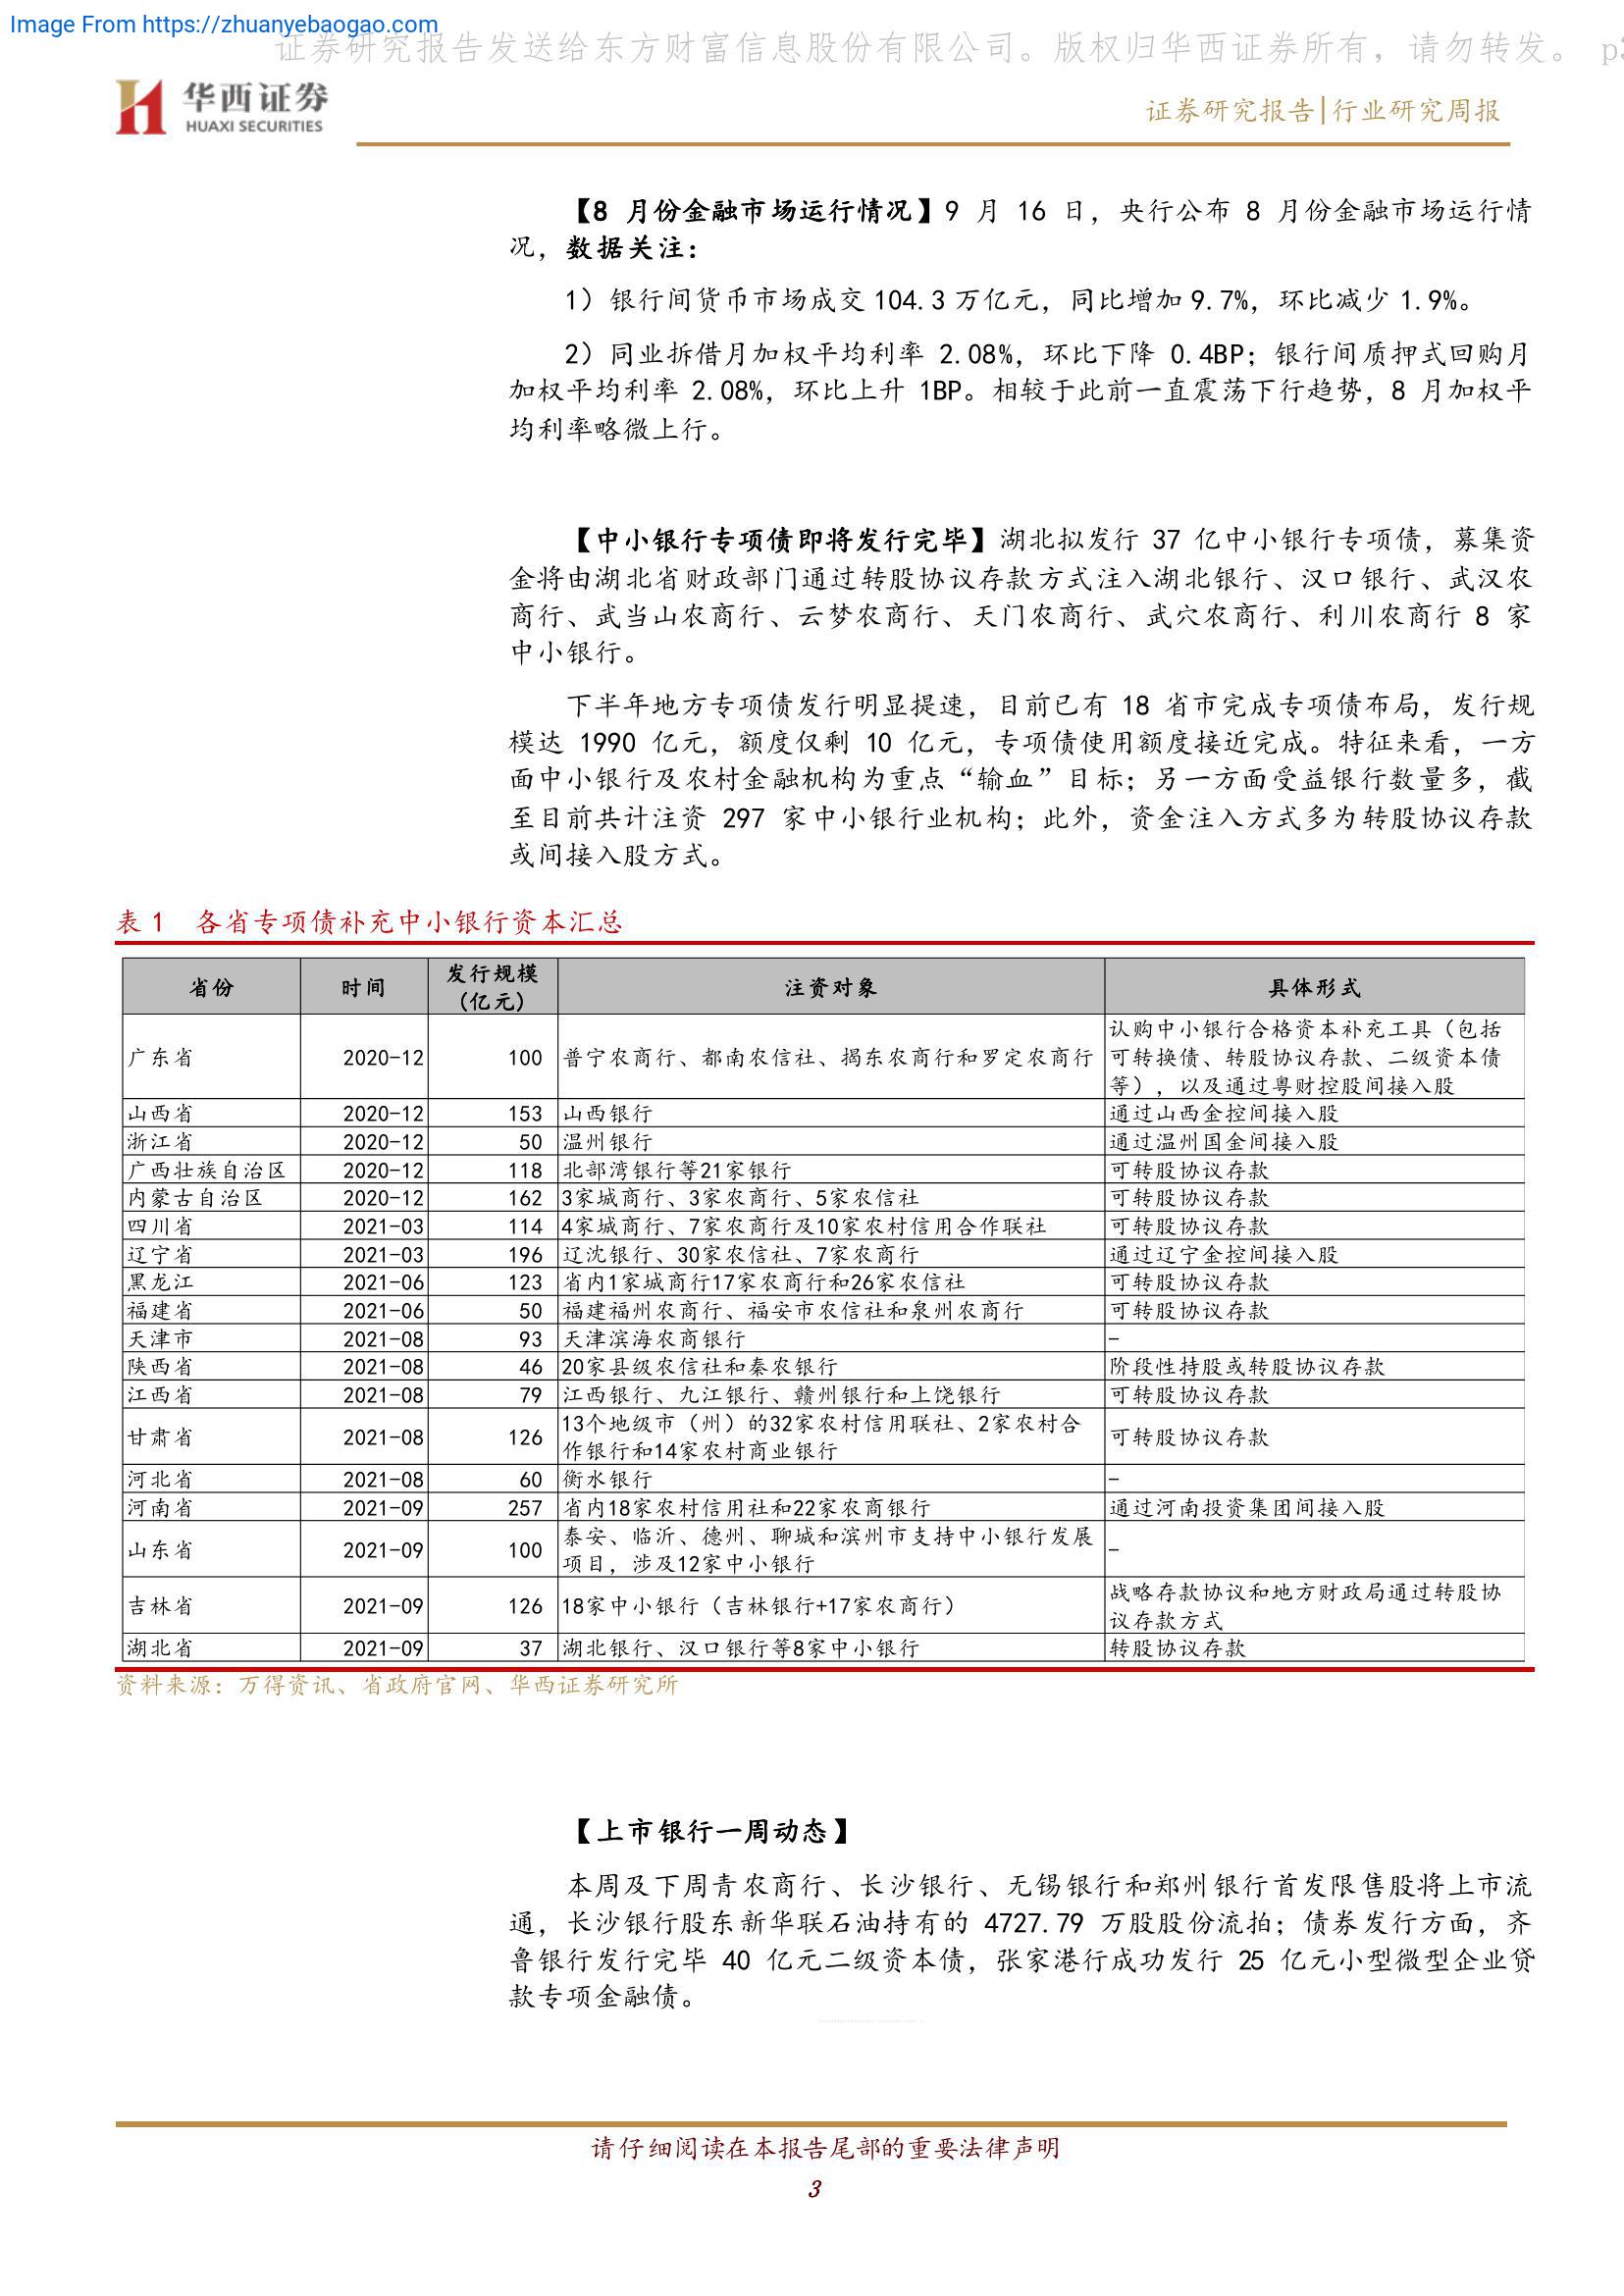 Image From https://zhuanyebaogao.com
证券研究报告发送给东方财富信息股份有限公司。版权归华西证券所有，请勿转发。 p3
华西证券
HUAXI SECURITIES
证券研究报告|行业研究周报
【8 月份金融市场运行情况】9 月 16 日，央行公布 8 月份金融市场运行情
况，数据关注：
1）银行间货币市场成交 104.3 万亿元，同比增加 9.7%，环比减少 1.9%。
2）同业拆借月加权平均利率 2.08%，环比下降 0.4BP；银行间质押式回购月
加权平均利率 2.08%，环比上升 1BP。相较于此前一直震荡下行趋势，8 月加权平
均利率略微上行。
【中小银行专项债即将发行完毕】湖北拟发行 37 亿中小银行专项债，募集资
金将由湖北省财政部门通过转股协议存款方式注入湖北银行、汉口银行、武汉农
商行、武当山农商行、云梦农商行、天门农商行、武穴农商行、利川农商行 8 家
中小银行。
下半年地方专项债发行明显提速，目前已有 18 省市完成专项债布局，发行规
模达 1990 亿元，额度仅剩 10 亿元，专项债使用额度接近完成。特征来看，一方
面中小银行及农村金融机构为重点“输血”目标；另一方面受益银行数量多，截
至目前共计注资 297 家中小银行业机构；此外，资金注入方式多为转股协议存款
或间接入股方式。
表 1 各省专项债补充中小银行资本汇总
省份 时间 发行规模（亿元） 注资对象 具体形式
广东省 2020-12 100 普宁农商行、都南农信社、揭东农商行和罗定农商行 认购中小银行合格资本补充工具（包括
可转换债、转股协议存款、二级资本债
等），以及通过粤财控股间接入股
山西省 2020-12 153 山西银行 通过山西金控间接入股
浙江省 2020-12 50 温州银行 通过温州国金间接入股
广西壮族自治区 2020-12 118 北部湾银行等21家银行 可转股协议存款
内蒙古自治区 2020-12 162 3家城商行、3家农商行、5家农信社 可转股协议存款
四川省 2021-03 114 4家城商行、7家农商行及10家农村信用合作联社 可转股协议存款
辽宁省 2021-03 196 辽沈银行、30家农信社、7家农商行 通过辽宁金控间接入股
黑龙江 2021-06 123 省内1家城商行17家农商行和26家农信社 可转股协议存款
福建省 2021-06 50 福建福州农商行、福安市农信社和泉州农商行 可转股协议存款
天津市 2021-08 93 天津滨海农商银行 -
陕西省 2021-08 46 20家县级农信社和秦农银行 阶段性持股或转股协议存款
江西省 2021-08 79 江西银行、九江银行、赣州银行和上饶银行 可转股协议存款
甘肃省 2021-08 126 13个地级市（州）的32家农村信用联社、2家农村合
作银行和14家农村商业银行 可转股协议存款
河北省 2021-08 60 衡水银行 -
河南省 2021-09 257 省内18家农村信用社和22家农商银行 通过河南投资集团间接入股
山东省 2021-09 100 泰安、临沂、德州、聊城和滨州市支持中小银行发展
项目，涉及12家中小银行 -
吉林省 2021-09 126 18家中小银行（吉林银行+17家农商行） 战略存款协议和地方财政局通过转股协
议存款方式
湖北省 2021-09 37 湖北银行、汉口银行等8家中小银行 转股协议存款
资料来源：万得资讯、省政府官网、华西证券研究所
【上市银行一周动态】
本周及下周青农商行、长沙银行、无锡银行和郑州银行首发限售股将上市流
通，长沙银行股东新华联石油持有的 4727.79 万股股份流拍；债券发行方面，齐
鲁银行发行完毕 40 亿元二级资本债，张家港行成功发行 25 亿元小型微型企业贷
款专项金融债。
请仔细阅读在本报告尾部的重要法律声明
3